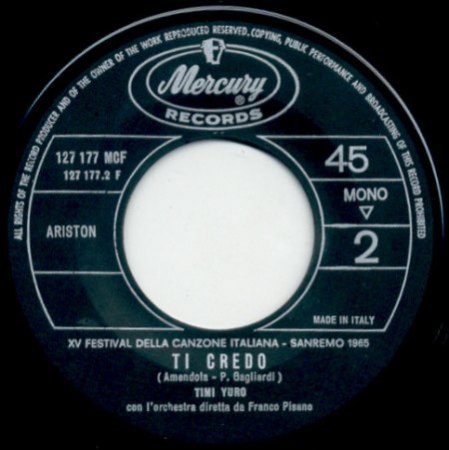 ALL RIGHTS OF THE RECORD PRODUCER AND OF THE OWNER OF THE WORK REPRODUCED RESERVED. COPYING, PUBLIC PERFORMANCE AND BROADCASTING OF THIS RECORD PROHIBITED
Mercury
®
RECORDS
127 177 MCF
127 177.2 F
45
MONO
ARISTON
2
MADE IN ITALY
XV FESTIVAL DELLA CANZONE ITALIANA - SANREMO 1965
TI CREDO
(Amendola - P. Gagliardi)
TIMI YURO
con l'orchestra diretta da Franco Pisano